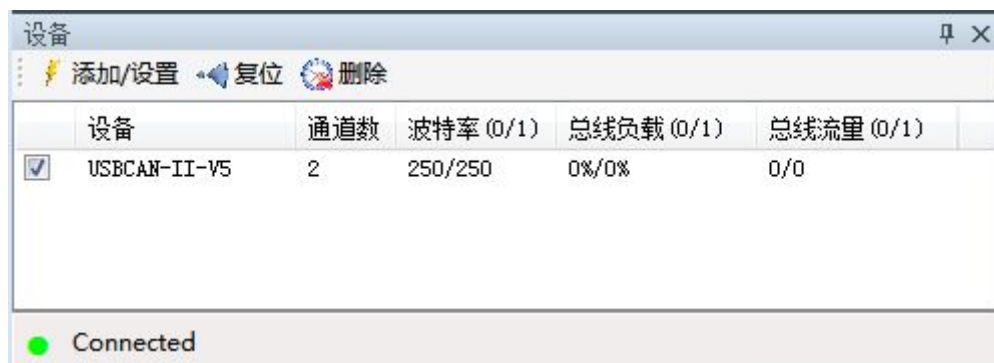 设备
添加/设置 复位 删除
设备 通道数 波特率(0/1) 总线负载(0/1) 总线流量(0/1)
USBCAN-II-V5 2 250/250 0%/0% 0/0
Connected